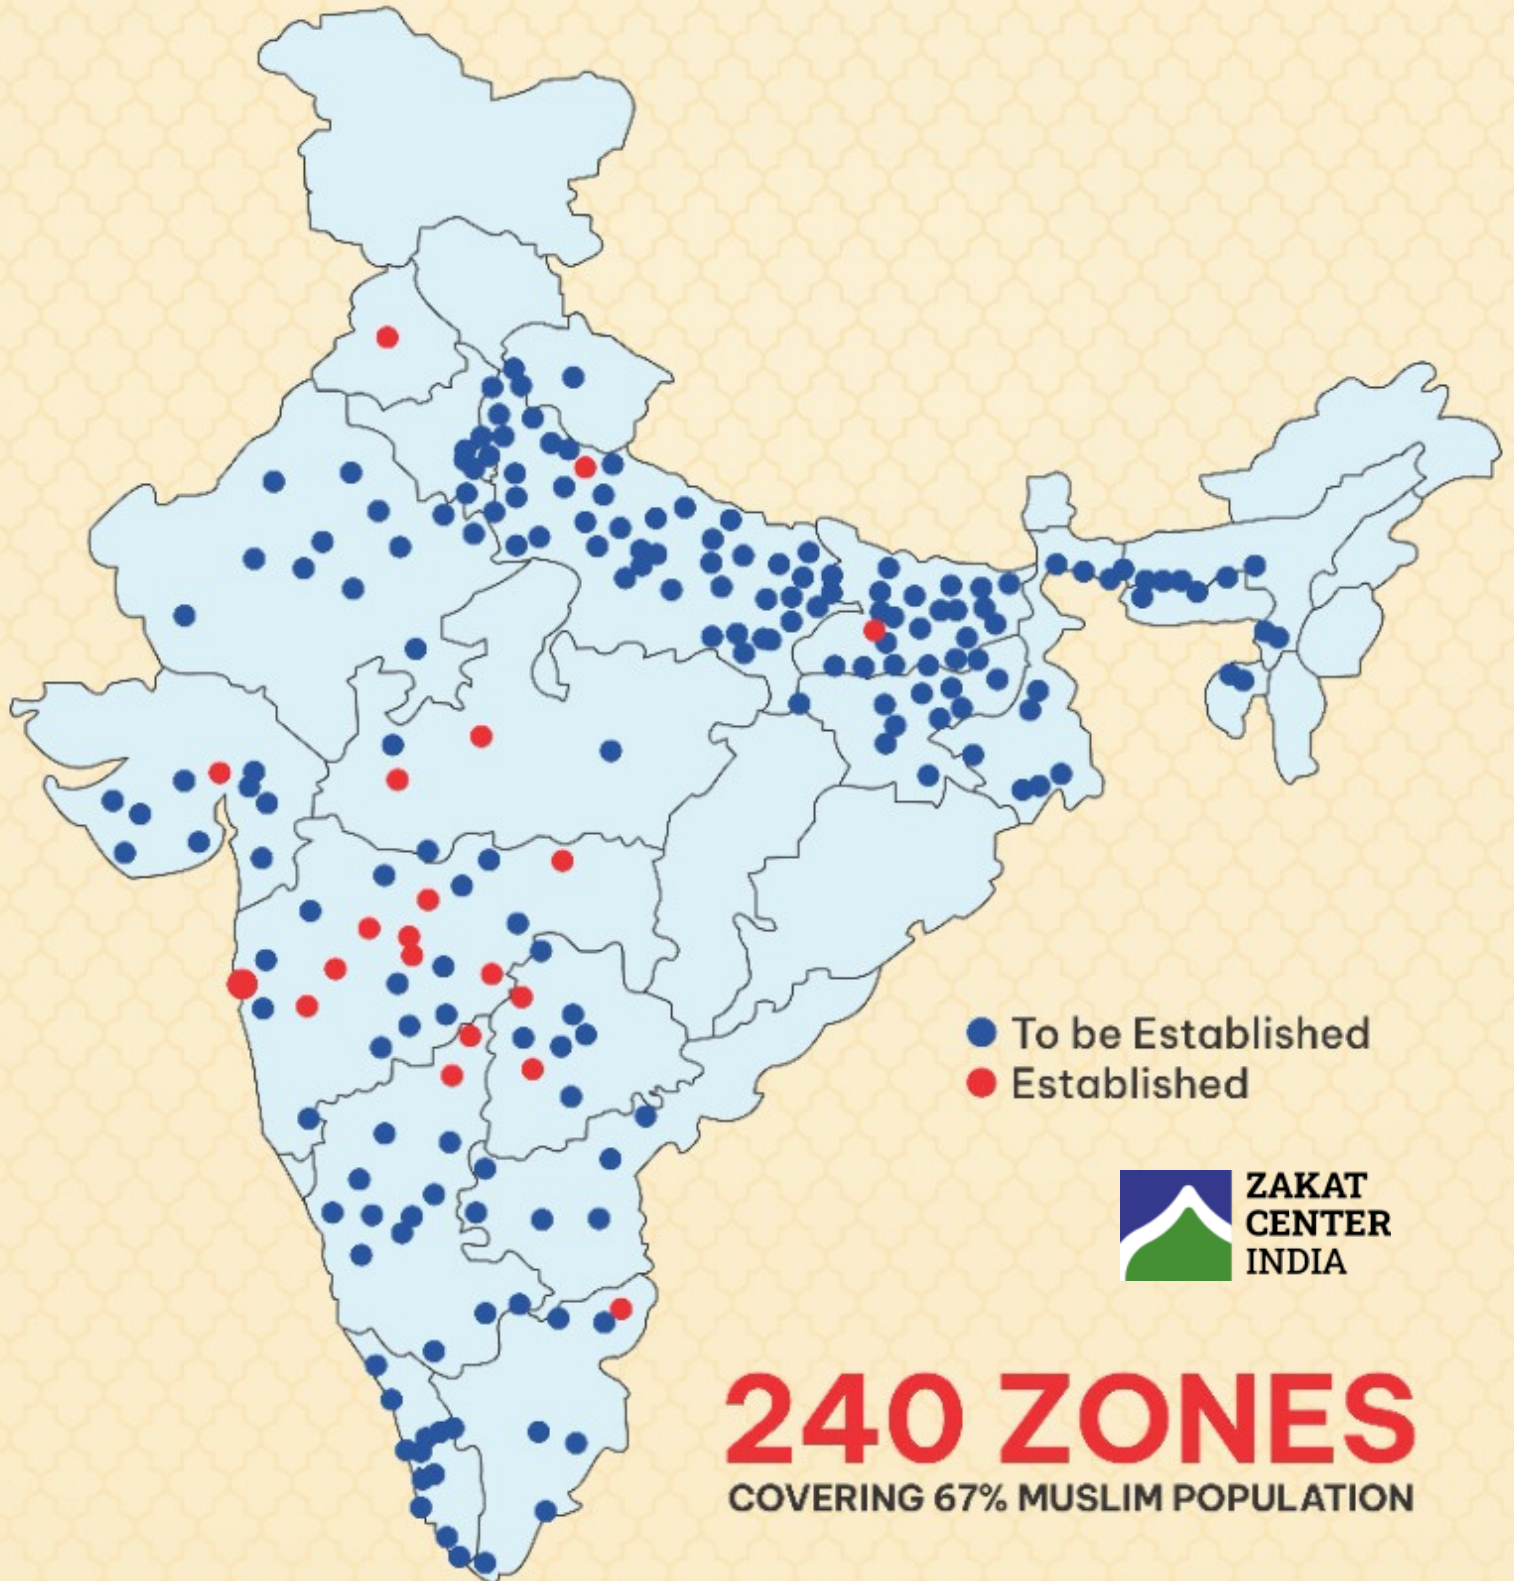 To be Established
Established
ZAKAT
CENTER
INDIA
240 ZONES
COVERING 67% MUSLIM POPULATION